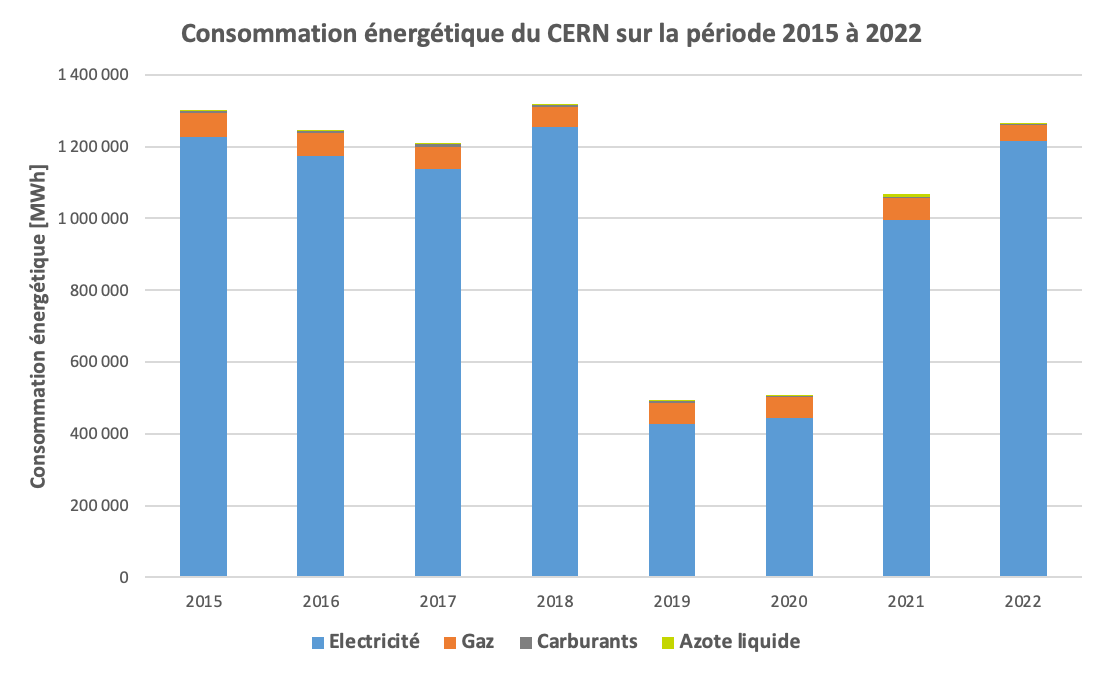 Consommation énergétique du CERN sur la période 2015 à 2022
Consommation énergétique [MWh]
1 400 000
1 200 000
1 000 000
800 000
600 000
400 000
200 000
0
2015 2016 2017 2018 2019 2020 2021 2022
Electricité Gaz Carburants Azote liquide